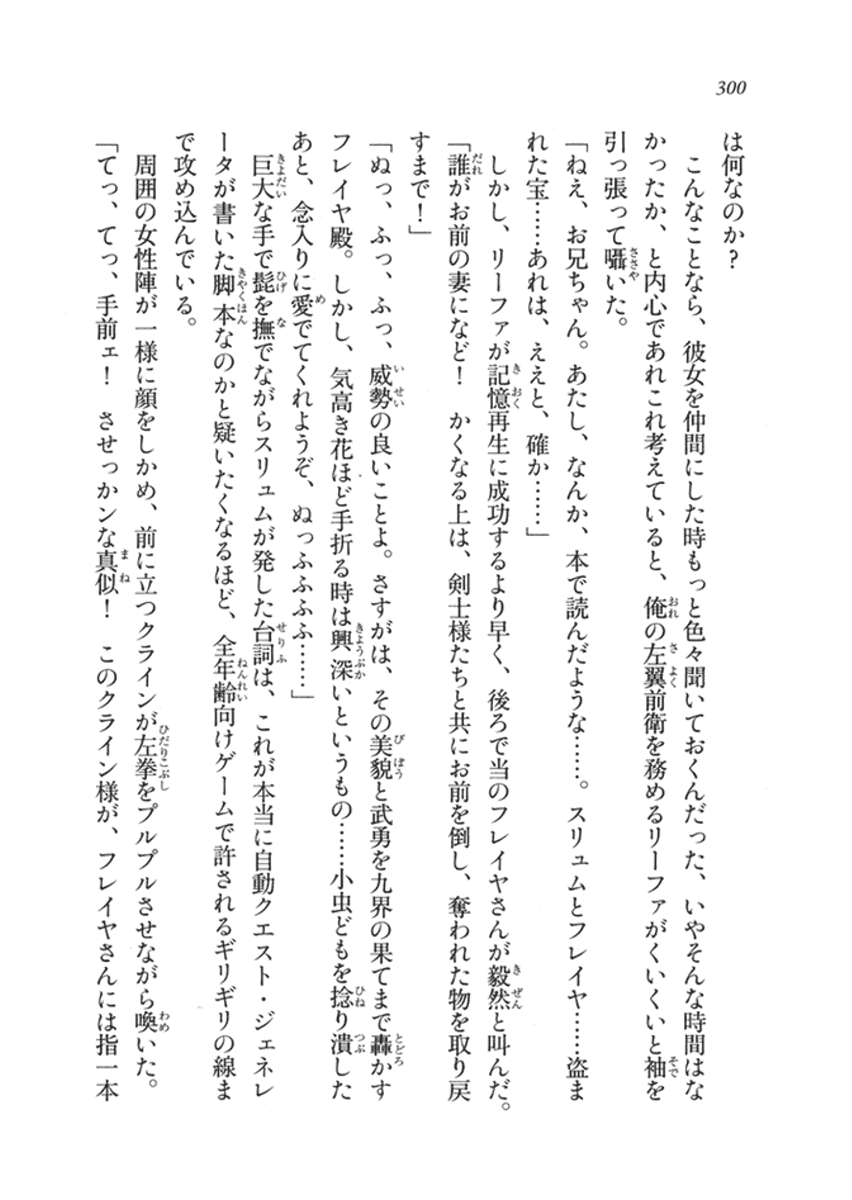 300
は何なのか？
　こんなことなら、彼女を仲間にした時もっと色々聞いておくんだった、いやそんな時間はな
かったか、と内心であれこれ考えていると、俺の左翼前衛を務めるリーファがくいくいと袖を
引っ張って囁いた。
「ねえ、お兄ちゃん。あたし、なんか、本で読んだような……。スリュムとフレイヤ……盗ま
れた宝……あれは、ええと、確か……」
　しかし、リーファが記憶再生に成功するより早く、後ろで当のフレイヤさんが毅然と叫んだ。
「誰がお前の妻になど！　かくなる上は、剣士様たちと共にお前を倒し、奪われた物を取り戻
すまで！」
「ぬっ、ふっ、ふっ、威勢の良いことよ。さすがは、その美貌と武勇を九界の果てまで轟かす
フレイヤ殿。しかし、気高き花ほど手折る時は興深いというもの……小虫どもを捻り潰した
あと、念入りに愛でてくれようぞ、ぬっふふふふ……」
　巨大な手で髭を撫でながらスリュムが発した台詞は、これが本当に自動クエスト・ジェネレ
ータが書いた脚本なのかと疑いたくなるほど、全年齢向けゲームで許されるギリギリの線ま
で攻め込んでいる。
　周囲の女性陣が一様に顔をしかめ、前に立つクラインが左拳をプルプルさせながら喚いた。
「てっ、てっ、手前ェ！　させっかンな真似！　このクライン様が、フレイヤさんには指一本